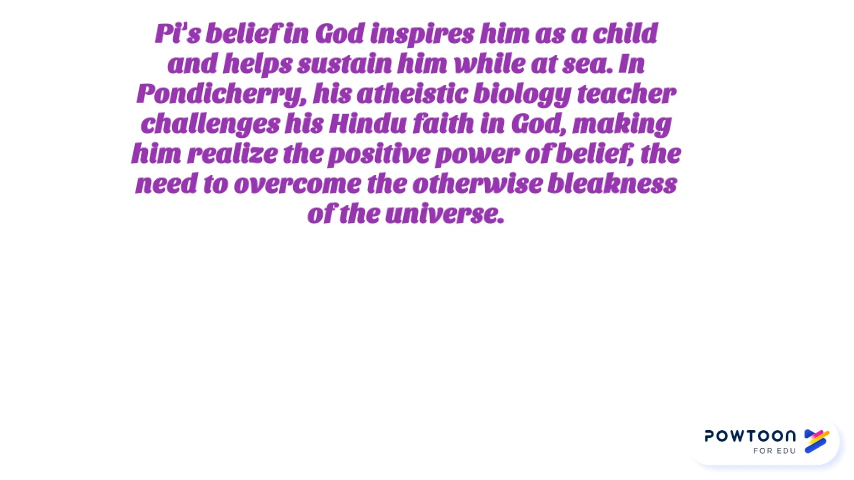 Pi's belief in God inspires him as a child
and helps sustain him while at sea. In
Pondicherry, his atheistic biology teacher
challenges his Hindu faith in God, making
him realize the positive power of belief, the
need to overcome the otherwise bleakness
of the universe.
POWTOON
FOR EDU